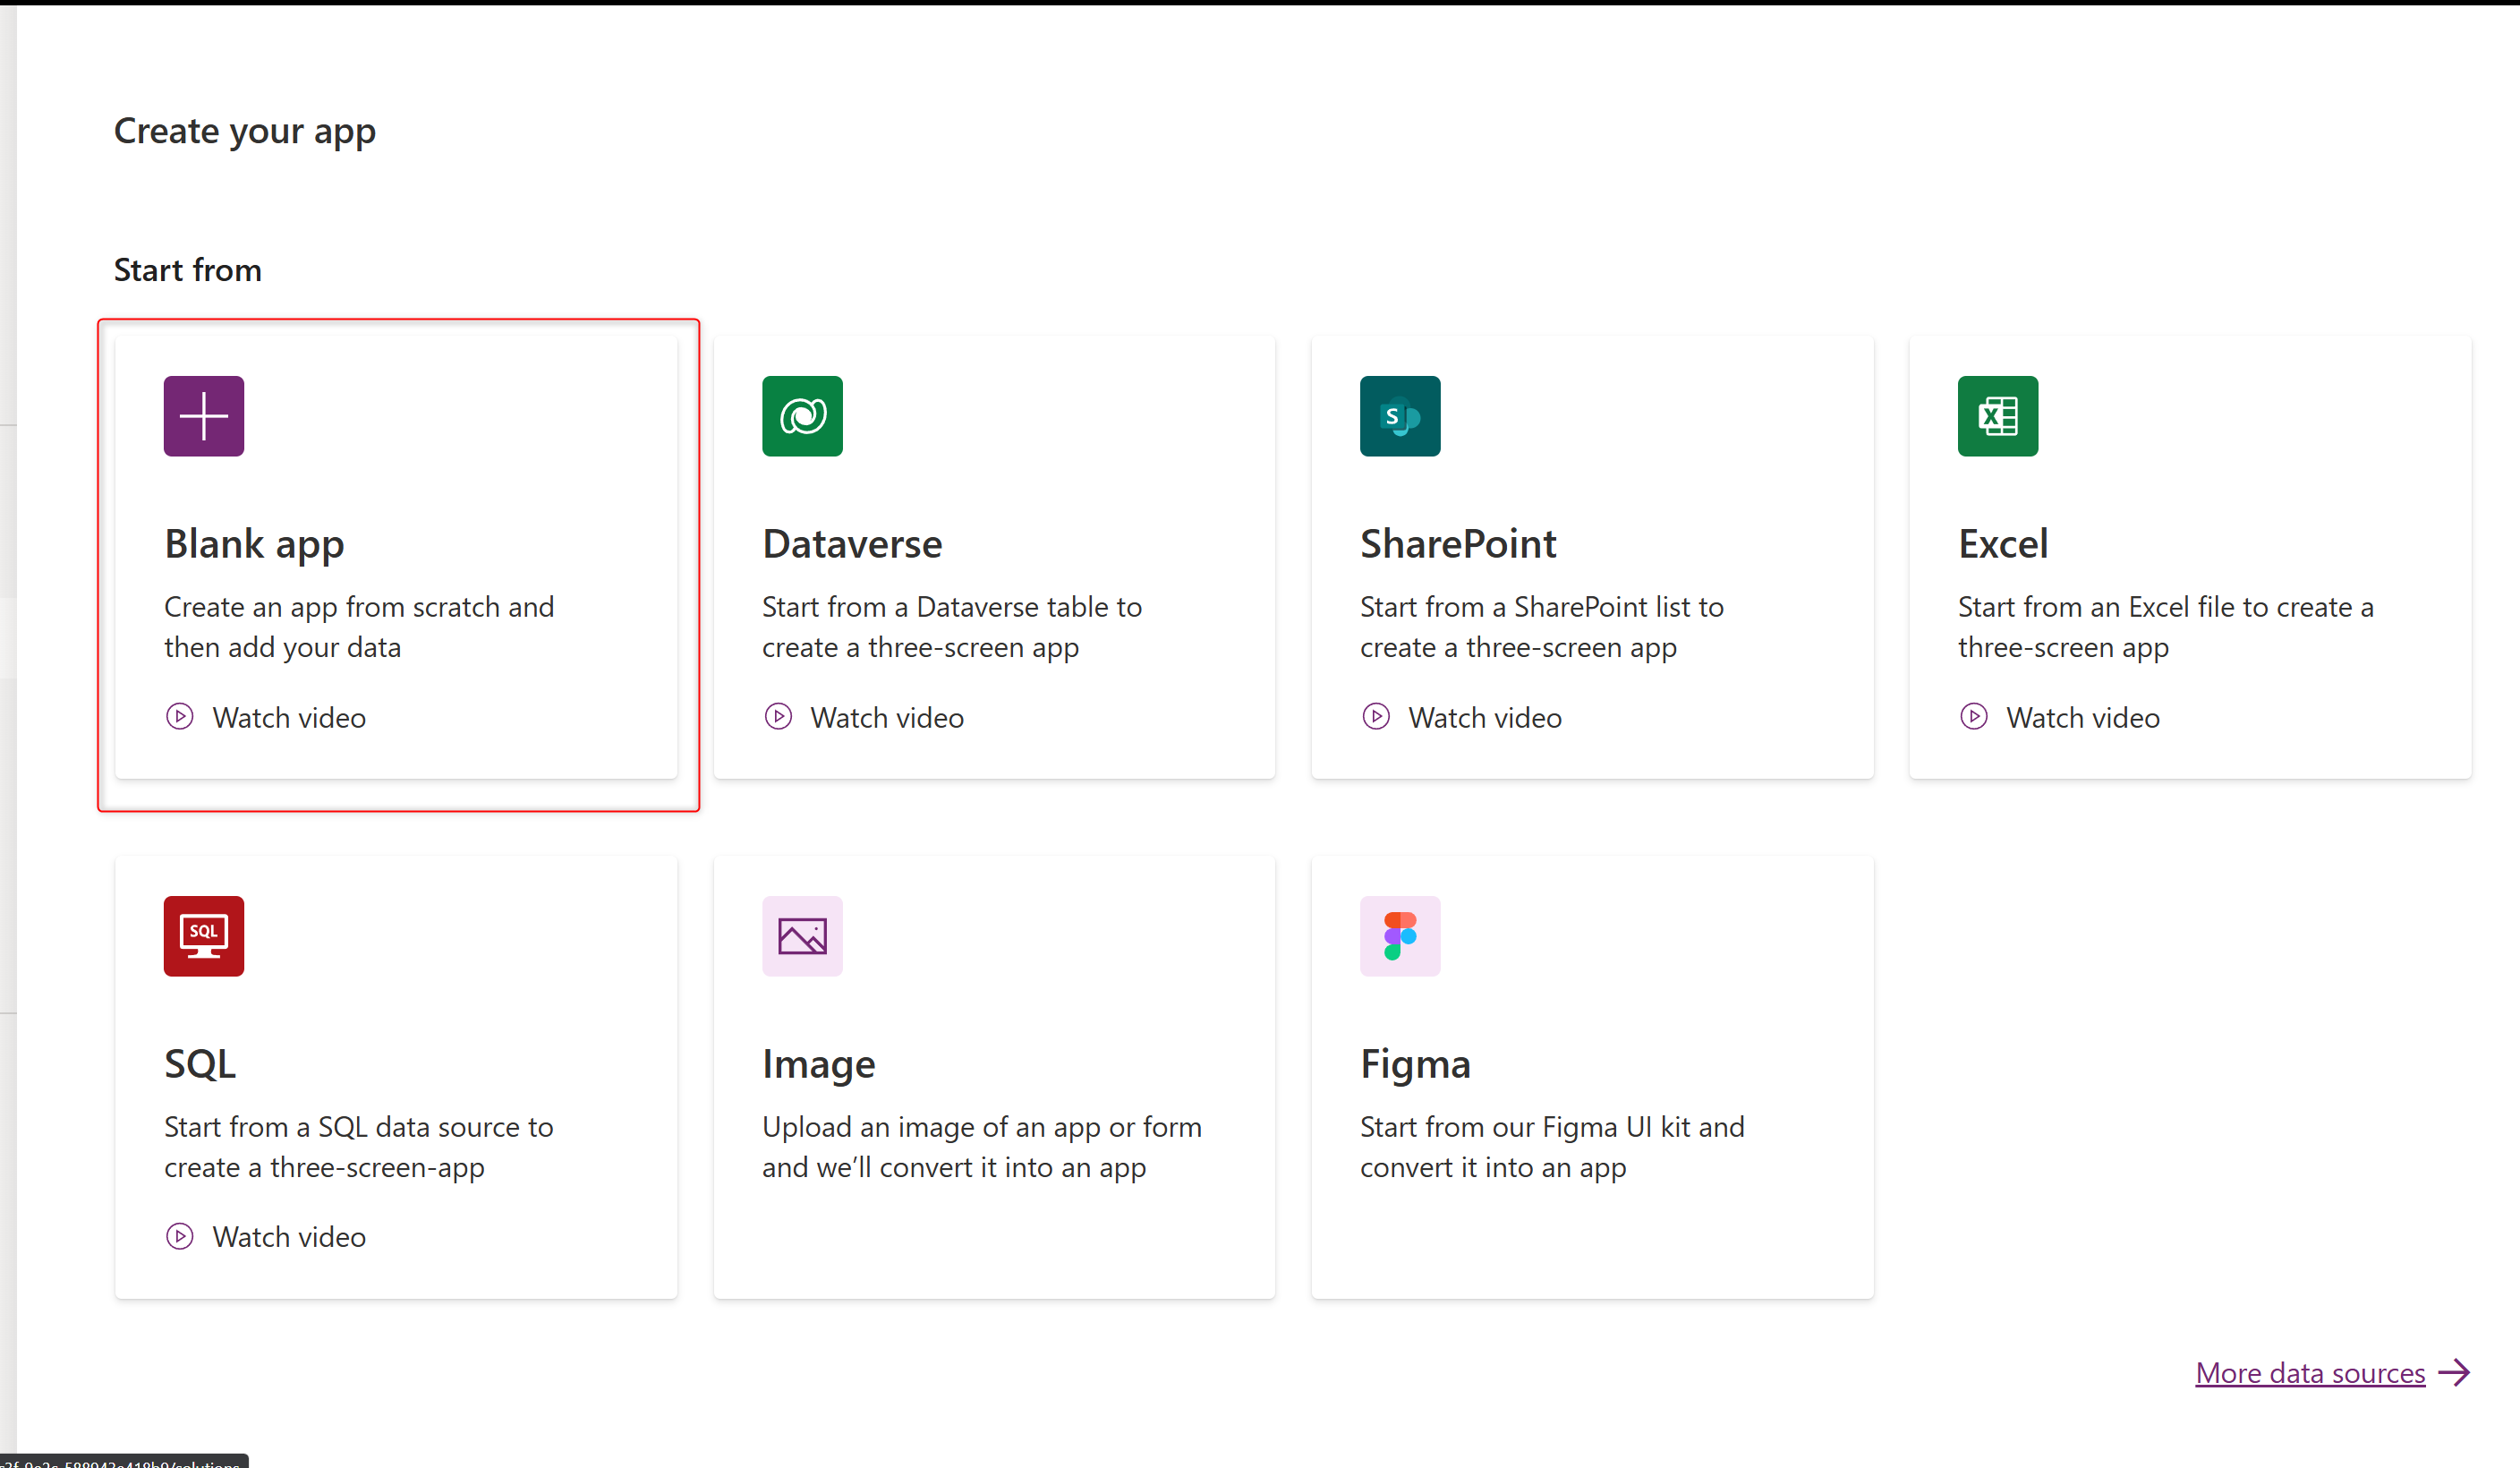 Create your app
Start from
Blank app
Create an app from scratch and
then add your data
Watch video
Dataverse
Start from a Dataverse table to
create a three-screen app
Watch video
S
SharePoint
Start from a SharePoint list to
create a three-screen app
Watch video
X
Excel
Start from an Excel file to create a
three-screen app
Watch video
SQL
SQL
Start from a SQL data source to
create a three-screen-app
Watch video
Image
Upload an image of an app or form
and we’ll convert it into an app
Figma
Start from our Figma UI kit and
convert it into an app
More data sources